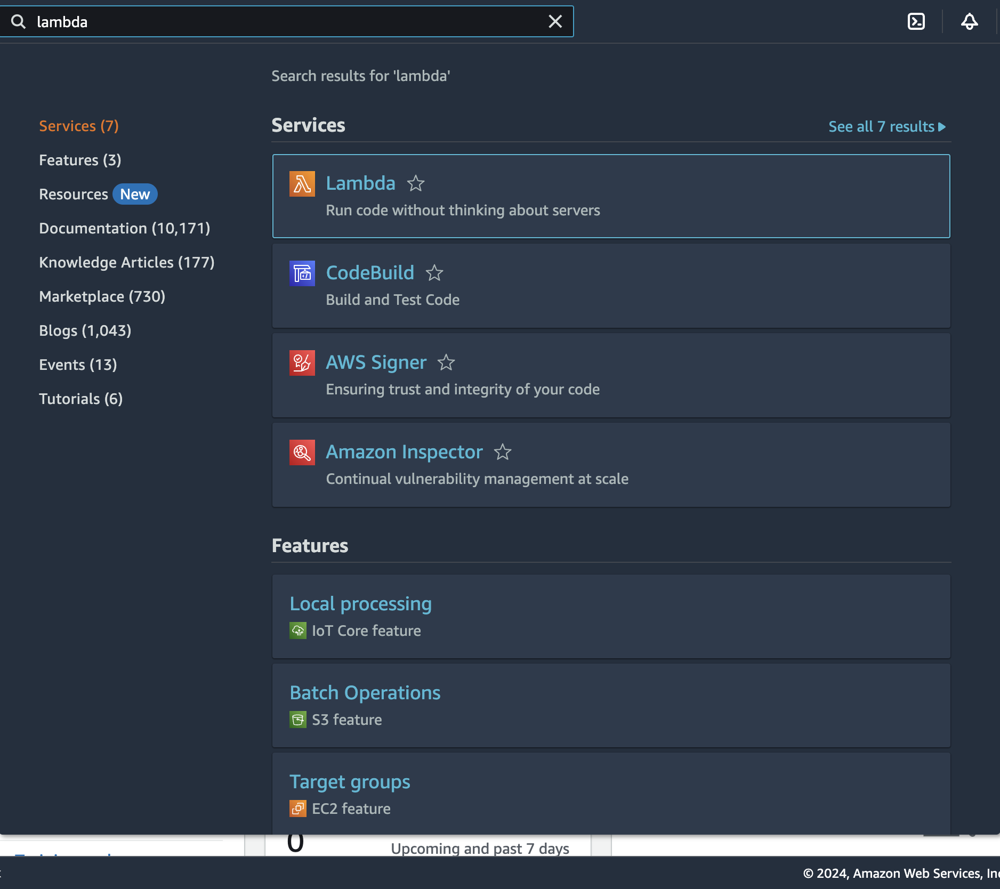 lambda
Search results for 'lambda'
Services (7)
Features (3)
Resources New
Documentation (10,171)
Knowledge Articles (177)
Marketplace (730)
Blogs (1,043)
Events (13)
Tutorials (6)
Services
See all 7 results
Lambda
Run code without thinking about servers
CodeBuild
Build and Test Code
AWS Signer
Ensuring trust and integrity of your code
Amazon Inspector
Continual vulnerability management at scale
Features
Local processing
IoT Core feature
Batch Operations
S3 feature
Target groups
EC2 feature
0
Upcoming and past 7 days
© 2024, Amazon Web Services, Inc